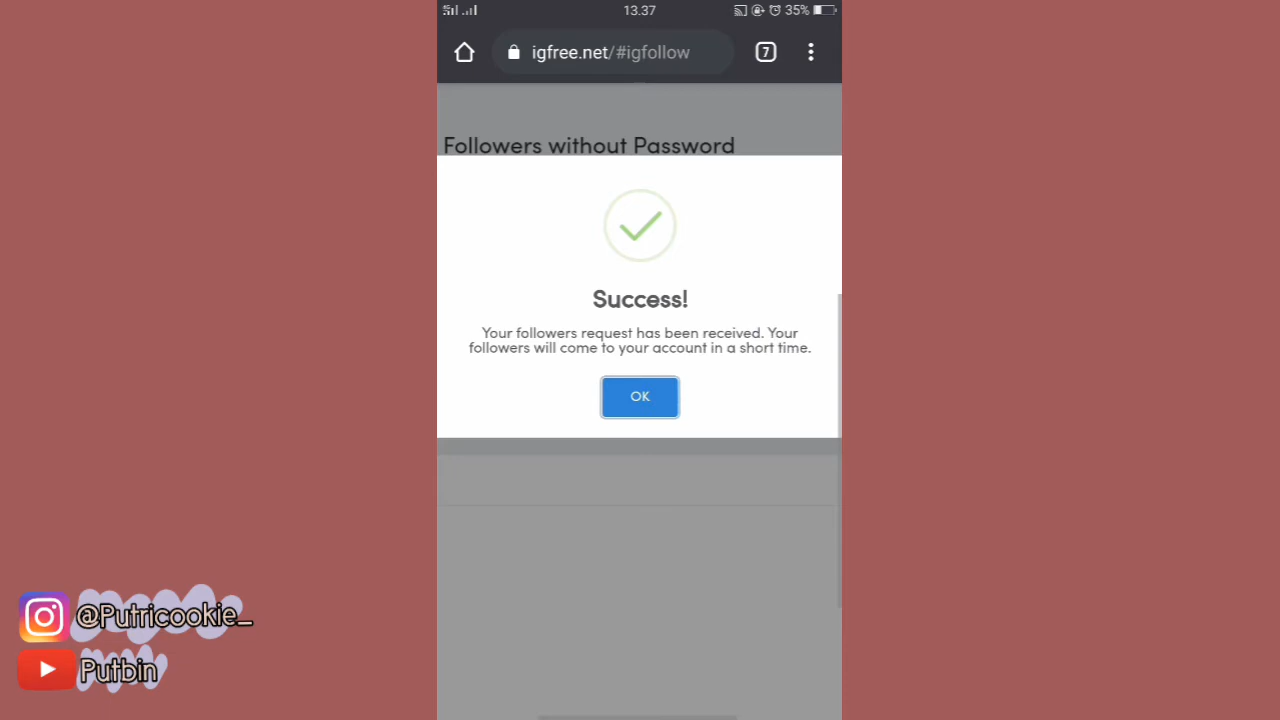 13.37
35%
igfree.net/#igfollow
7
Followers without Password
Success!
Your followers request has been received. Your
followers will come to your account in a short time.
OK
@Putricookie_
Putbin